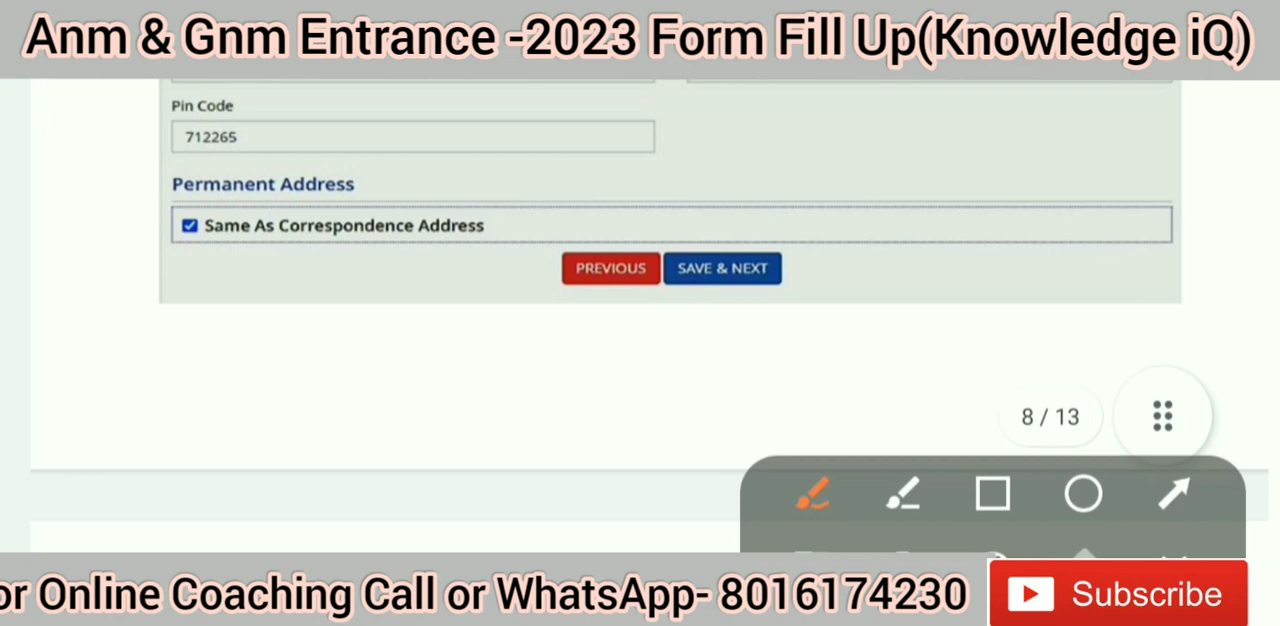 Anm & Gnm Entrance -2023 Form Fill Up(Knowledge iQ)
Pin Code
712265
Permanent Address
Same As Correspondence Address
PREVIOUS SAVE & NEXT
8 / 13
or Online Coaching Call or WhatsApp- 8016174230
Subscribe